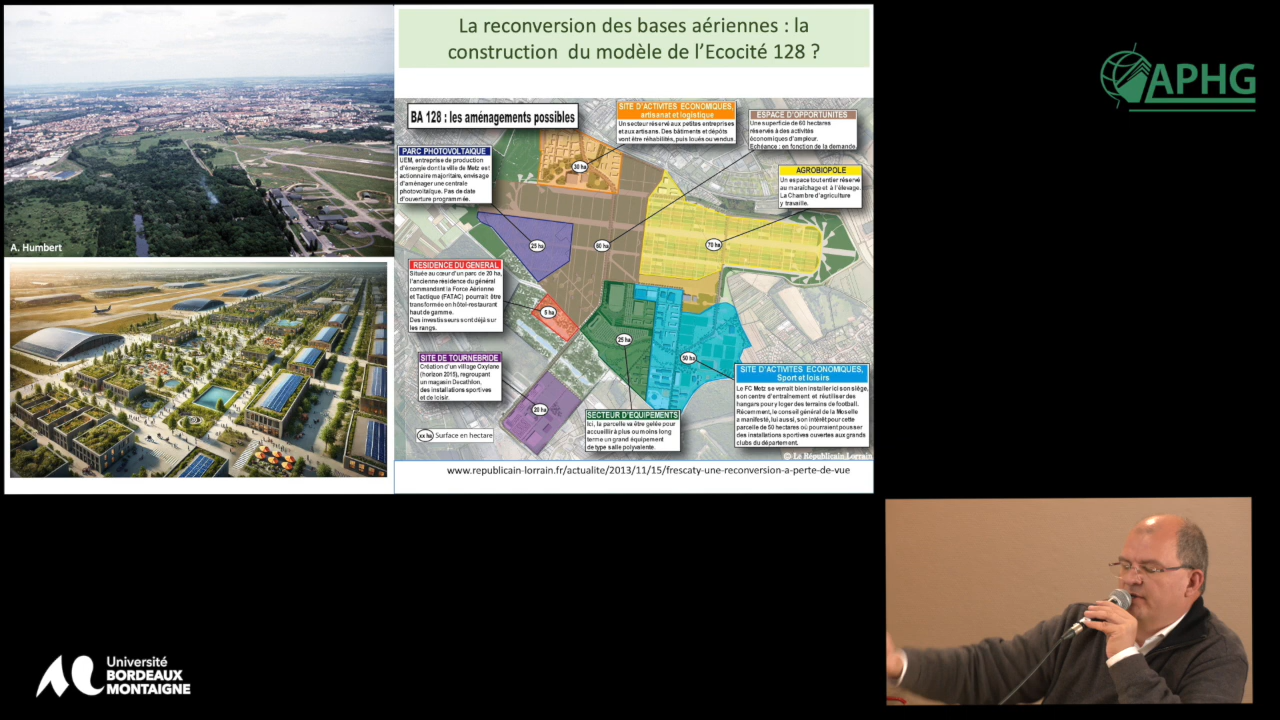 La reconversion des bases aériennes : la
construction du modèle de l'Ecocité 128 ?
APHG
A. Humbert
BA 128 : les aménagements possibles
SITE D'ACTIVITES ECONOMIQUES,
artisanat et logistique
Un secteur réservé aux petites entreprises
et aux artisans. Des bâtiments et dépôts
vont être réhabilités, puis loués ou vendus.
ESPACE D'OPPORTUNITES
Une superficie de 60 hectares
réservés à des activités
économiques d'ampleur.
Echéance : en fonction de la demande.
PARC PHOTOVOLTAIQUE
UEM, entreprise de production
d'énergie dont la ville de Metz est
actionnaire majoritaire, envisage
d'aménager une centrale
photovoltaïque. Pas de date
d'ouverture programmée.
AGROBIOPOLE
Un espace tout entier réservé
au maraîchage et à l'élevage.
La Chambre d'agriculture
y travaille.
30 ha
25 ha
60 ha
70 ha
RESIDENCE DU GENERAL
Située au cœur d'un parc de 20 ha,
l'ancienne résidence du général
commandant la Force Aérienne
et Tactique (FATAC) pourrait être
transformée en hôtel-restaurant
haut de gamme.
Des investisseurs sont déjà sur
les rangs.
5 ha
25 ha
50 ha
SITE DE TOURNEBRIDE
Création d'un village Oxylane
(horizon 2015), regroupant
un magasin Decathlon,
des installations sportives
et de loisir.
20 ha
SITE D'ACTIVITES ECONOMIQUES,
Sport et loisirs
Le FC Metz se verrait bien installer ici son siège,
son centre d'entraînement et réutiliser des
hangars pour y loger des terrains de football.
Récemment, le conseil général de la Moselle
a manifesté, lui aussi, son intérêt pour cette
parcelle de 50 hectares où pourraient pousser
des installations sportives ouvertes aux grands
clubs du département.
SECTEUR D'EQUIPEMENTS
Ici, la parcelle va être gelée pour
accueillir à plus ou moins long
terme un grand équipement
de type salle polyvalente.
xx ha Surface en hectare
© Le Républicain Lorrain
www.republicain-lorrain.fr/actualite/2013/11/15/frescaty-une-reconversion-a-perte-de-vue
Université
BORDEAUX
MONTAIGNE